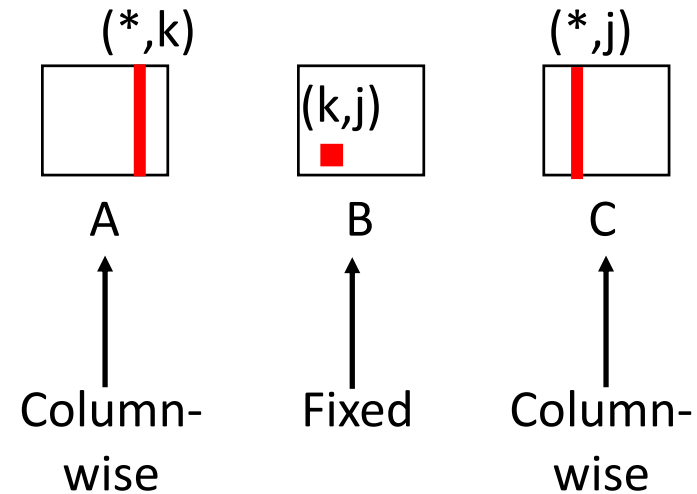 (*,k)
(*,j)
(k,j)
A
B
C
Column-
wise
Fixed
Column-
wise